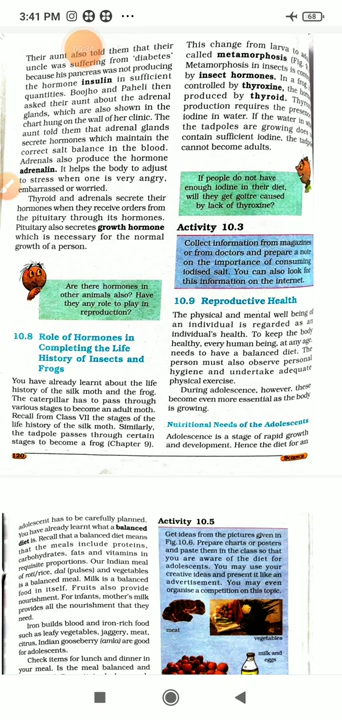 3:41 PM
68
Their aunt also told them that their
uncle was suffering from 'diabetes'
because his pancreas was not producing
the hormone insulin in sufficient
quantities. Boojho and Paheli then
asked their aunt about the adrenal
glands, which are also shown in the
chart hung on the wall of her clinic. The
aunt told them that adrenal glands
secrete hormones which maintain the
correct salt balance in the blood.
Adrenals also produce the hormone
adrenalin. It helps the body to adjust
to stress when one is very angry,
embarrassed or worried.
Thyroid and adrenals secrete their
hormones when they receive orders from
the pituitary through its hormones.
Pituitary also secretes growth hormone
which is necessary for the normal
growth of a person.
Are there hormones in
other animals also? Have
they any role to play in
reproduction?
10.8 Role of Hormones in
Completing the Life
History of Insects and
Frogs
You have already learnt about the life
history of the silk moth and the frog.
The caterpillar has to pass through
various stages to become an adult moth.
Recall from Class VII the stages of the
life history of the silk moth. Similarly,
the tadpole passes through certain
stages to become a frog (Chapter 9).
120
This change from larva to
called metamorphosis (Fig.
Metamorphosis in insects is
by insect hormones. In a frog
controlled by thyroxine, the
produced by thyroid.
production requires the
iodine in water. If the water in
the tadpoles are growing does
contain sufficient iodine, the
cannot become adults.
If people do not have
enough iodine in their diet,
will they get goitre caused
by lack of thyroxine?
Activity 10.3
Collect information from magazines
or from doctors and prepare a note
on the importance of consuming
iodised salt. You can also look for
this information on the internet.
10.9 Reproductive Health
The physical and mental well being of
an individual is regarded as an
individual's health. To keep the body
healthy, every human being, at any age,
needs to have a balanced diet. The
person must also observe personal
hygiene and undertake adequate
physical exercise.
During adolescence, however, these
become even more essential as the body
is growing.
Nutritional Needs of the Adolescents
Adolescence is a stage of rapid growth
and development. Hence the diet for an
Science
adolescent has to be carefully planned.
You have already learnt what a balanced
diet is. Recall that a balanced diet means
that the meals include proteins,
carbohydrates, fats and vitamins in
requisite proportions. Our Indian meal
of roti/rice, dal (pulses) and vegetables
is a balanced meal. Milk is a balanced
food in itself. Fruits also provide
nourishment. For infants, mother's milk
provides all the nourishment that they
need.
Iron builds blood and iron-rich food
such as leafy vegetables, jaggery, meat,
citrus, Indian gooseberry (amla) are good
for adolescents.
Check items for lunch and dinner in
your meal. Is the meal balanced and
Activity 10.5
Get ideas from the pictures given in
Fig.10.6. Prepare charts or posters
and paste them in the class so that
you are aware of the diet for
adolescents. You may use your
creative ideas and present it like an
advertisement. You may even
organise a competition on this topic.
meat
vegetables
milk and
eggs